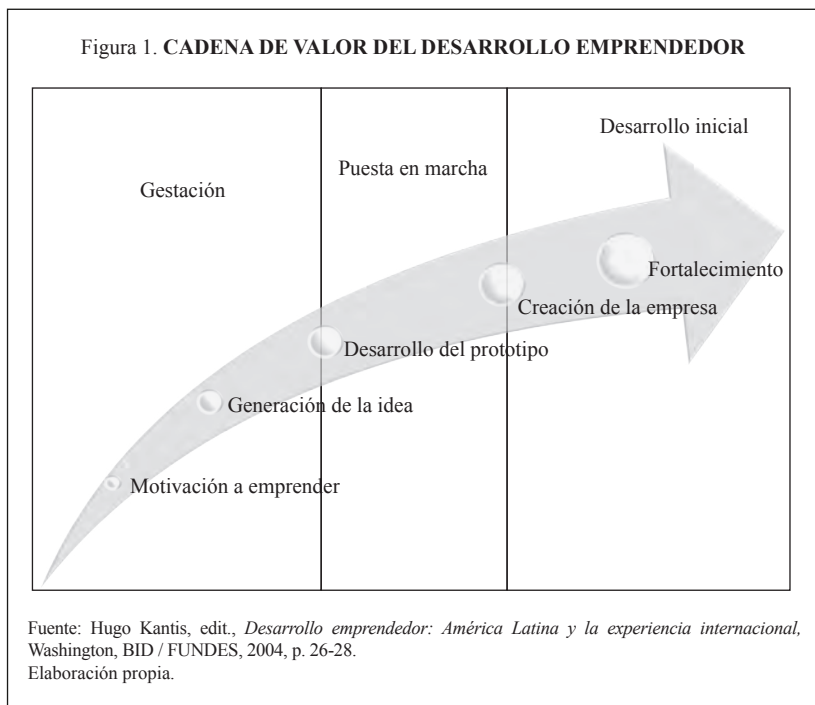 Figura 1. CADENA DE VALOR DEL DESARROLLO EMPRENDEDOR
Desarrollo inicial
Puesta en marcha
Gestación
Fortalecimiento
Creación de la empresa
Desarrollo del prototipo
Generación de la idea
Motivación a emprender
Fuente: Hugo Kantis, edit., Desarrollo emprendedor: América Latina y la experiencia internacional,
Washington, BID / FUNDES, 2004, p. 26-28.
Elaboración propia.